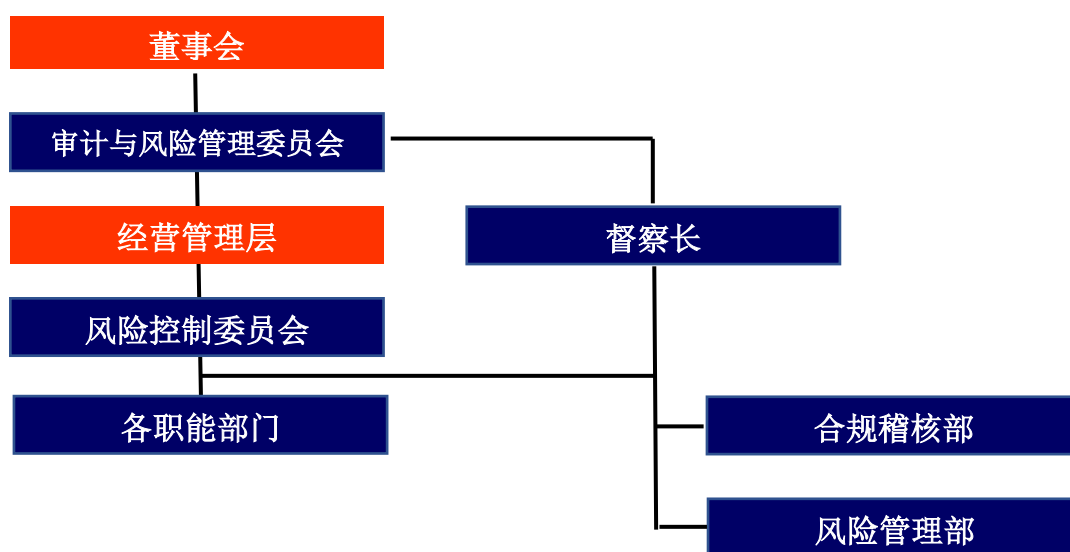 董事会
审计与风险管理委员会
经营管理层
督察长
风险控制委员会
各职能部门
合规稽核部
风险管理部